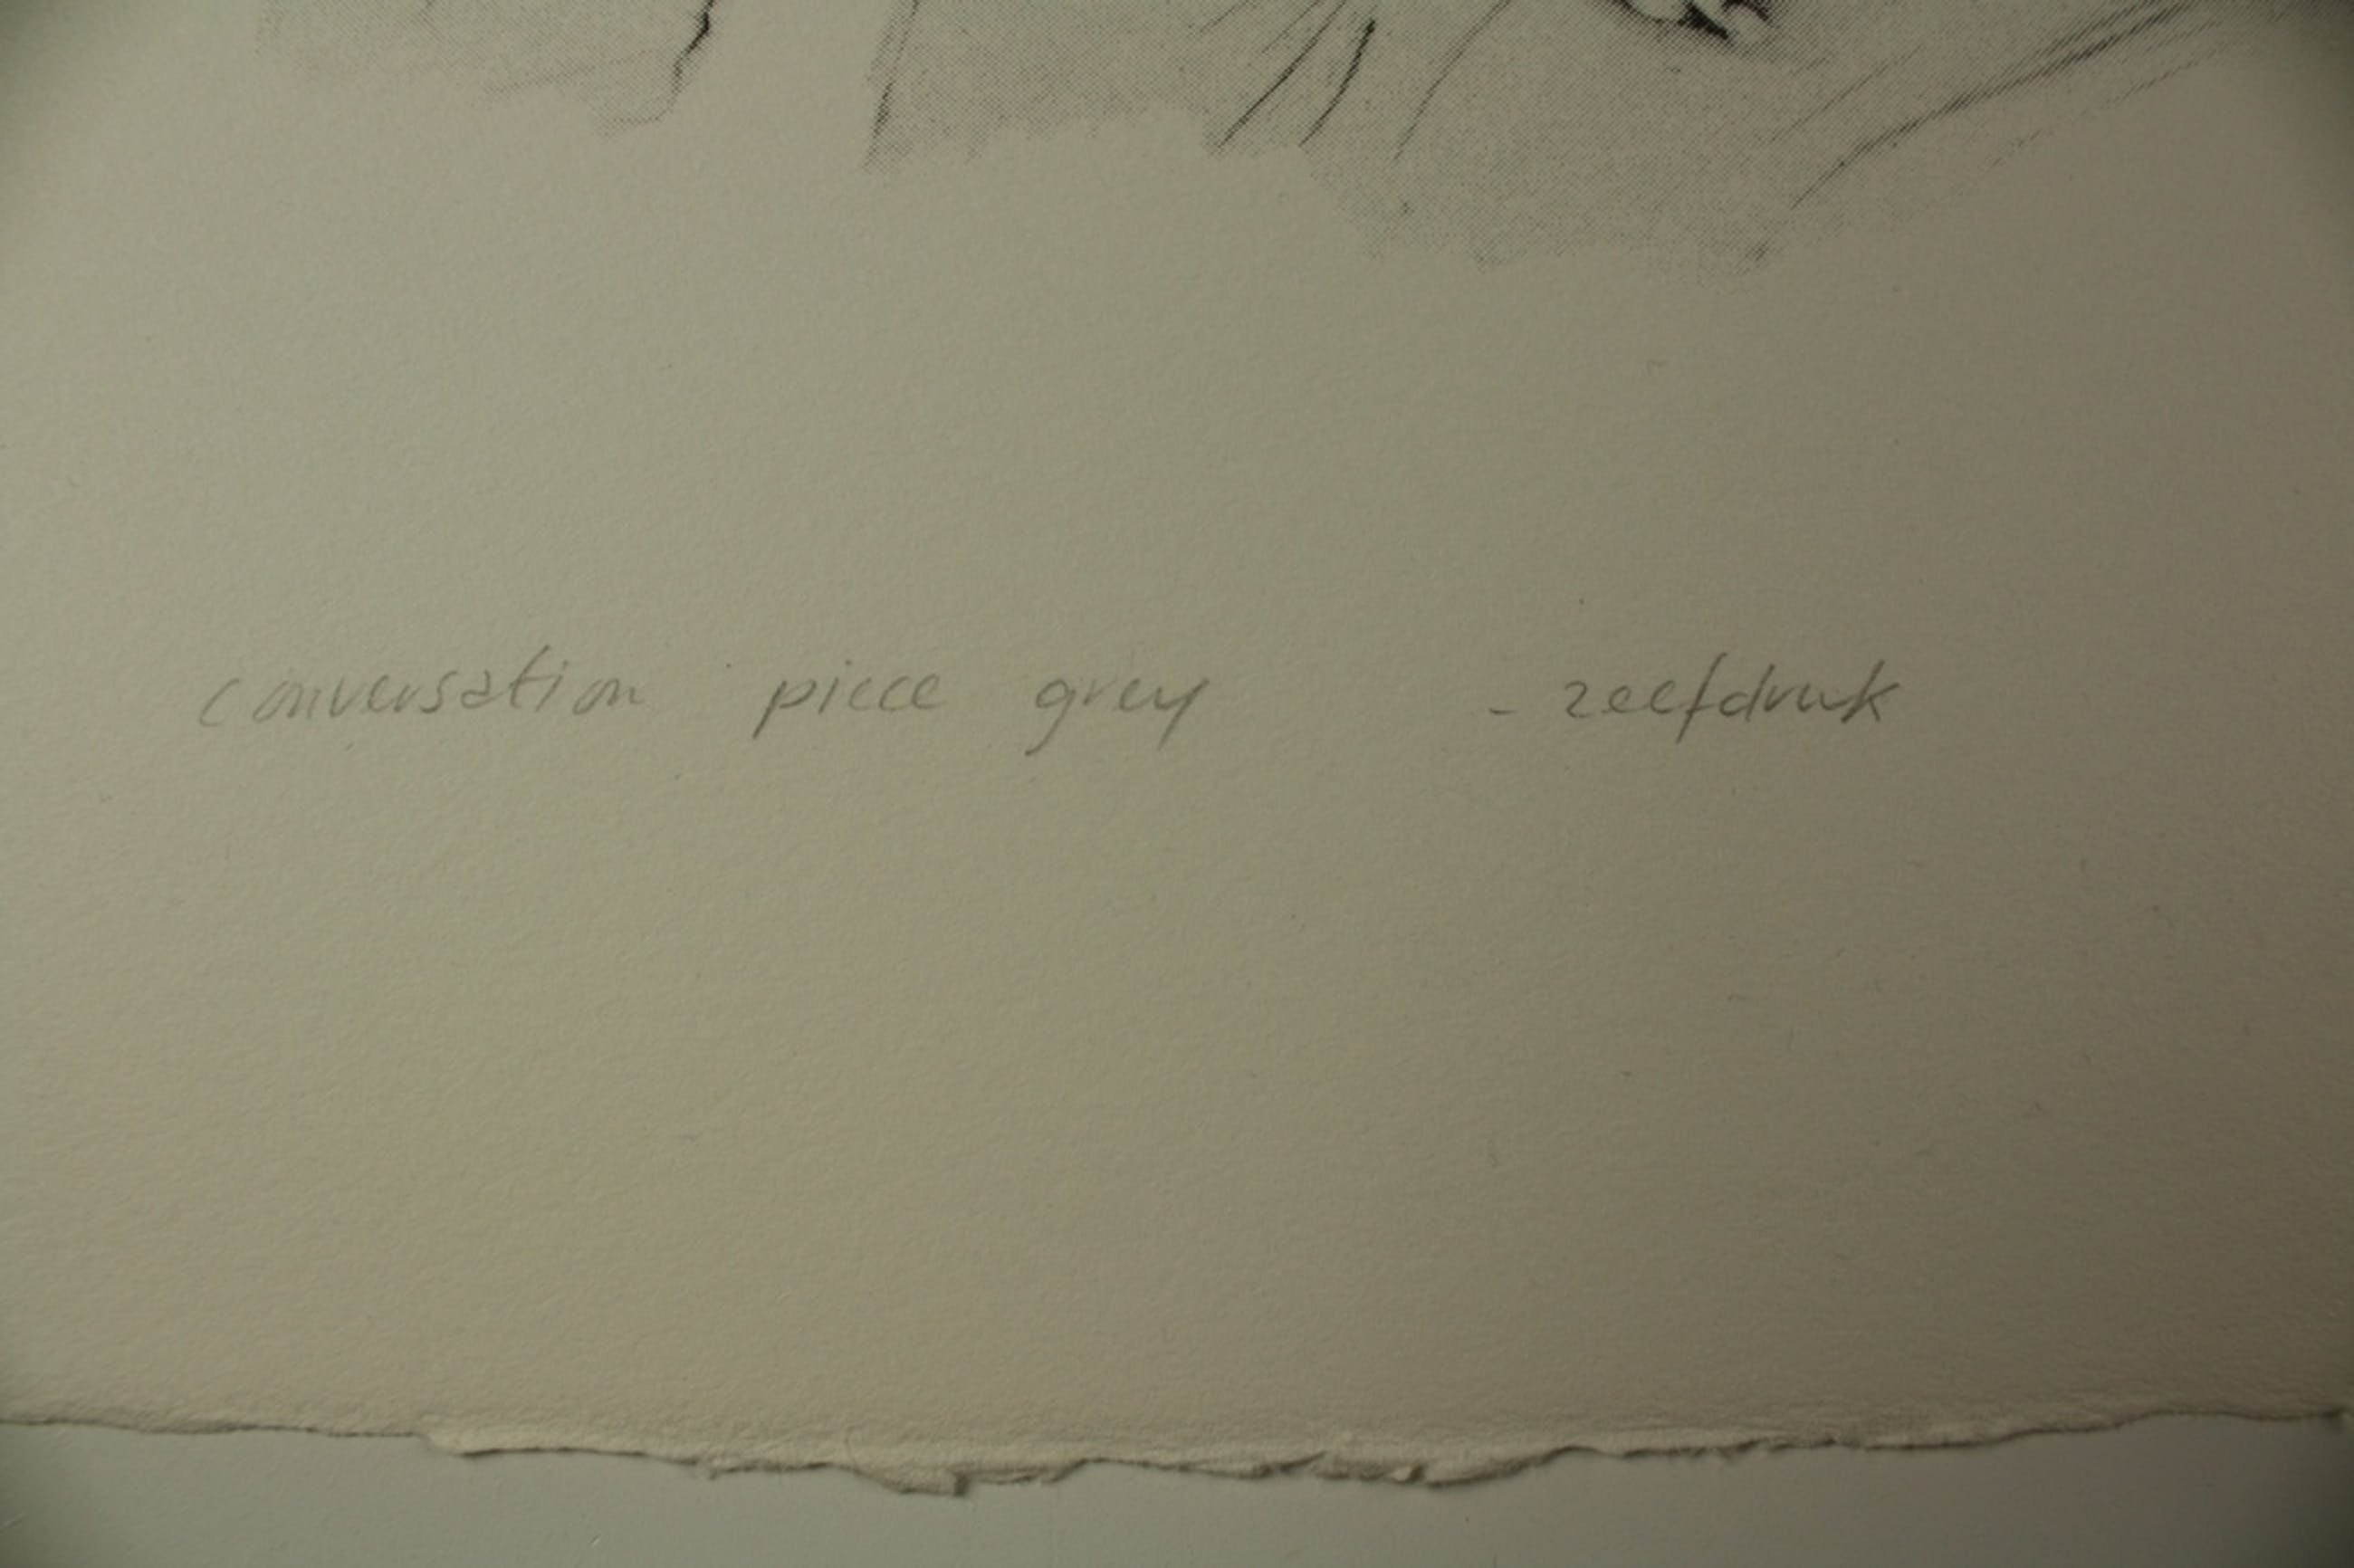 conversation piece grey - zeefdruk